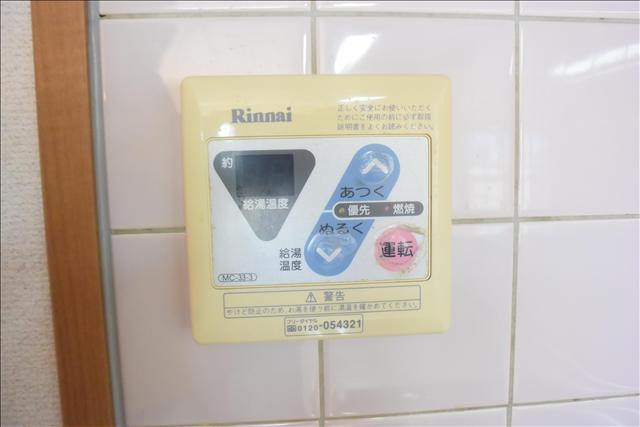 Rinnai
正しく安全にお使いいただく
ためにご使用の前に必ず取扱
説明書をよくお読みください。
約
給湯温度
あつく
優先 燃焼
ぬるく
給湯
温度
運転
MC-33-3
⚠警告
やけど防止のため、お湯を使う前に湯温を確かめてください。
フリーダイヤル
0120-054321